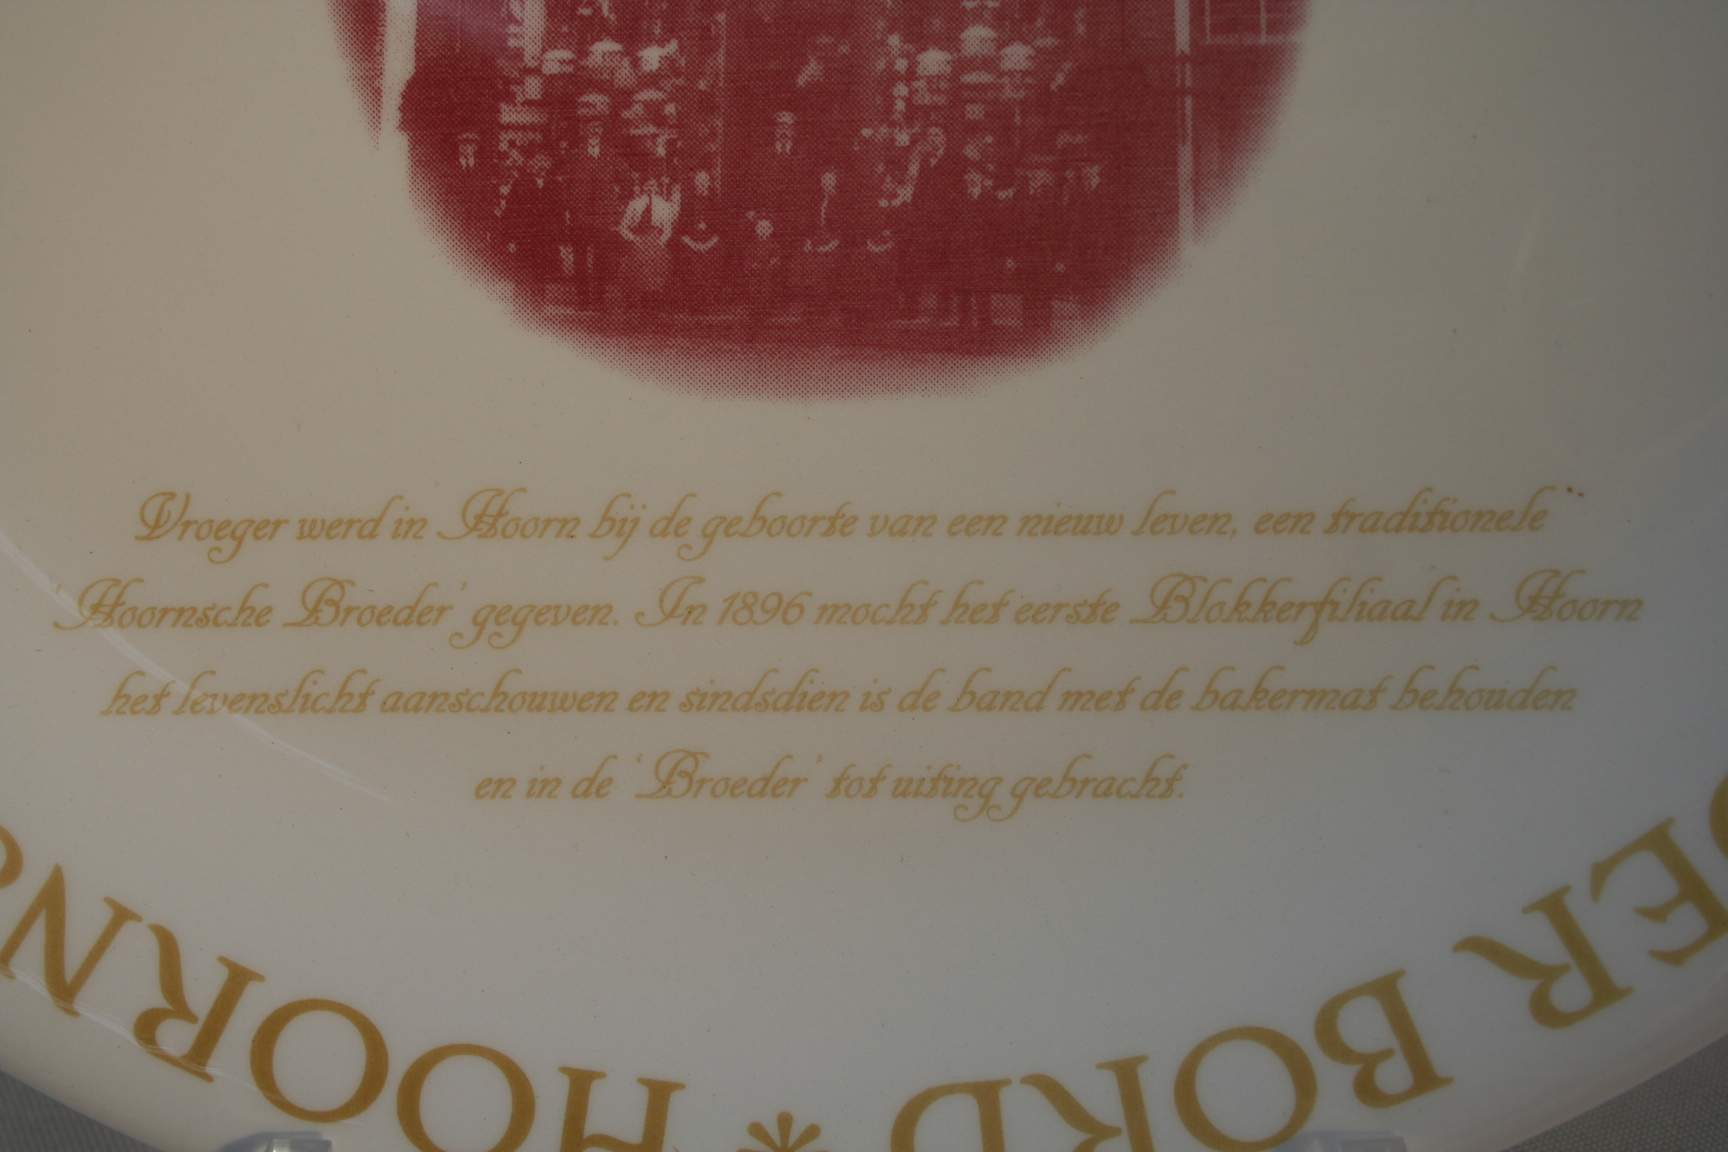 Vroeger werd in Hoorn bij de geboorte van een nieuw leven, een traditionele
'Hoornsche Broeder' gegeven. In 1896 mocht het eerste Blokkerfiliaal in Hoorn
het levenslicht aanschouwen en sindsdien is de band met de bakermat behouden
en in de 'Broeder' tot uiting gebracht.
DER BORD * HOORNS